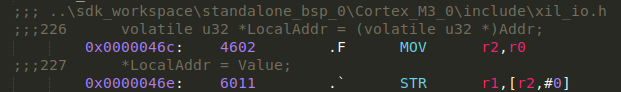 ;;; ..\sdk_workspace\standalone_bsp_0\Cortex_M3_0\include\xil_io.h
;;;226 volatile u32 *LocalAddr = (volatile u32 *)Addr;
0x0000046c: 4602 .F MOV r2,r0
;;;227 *LocalAddr = Value;
0x0000046e: 6011 .` STR r1,[r2,#0]